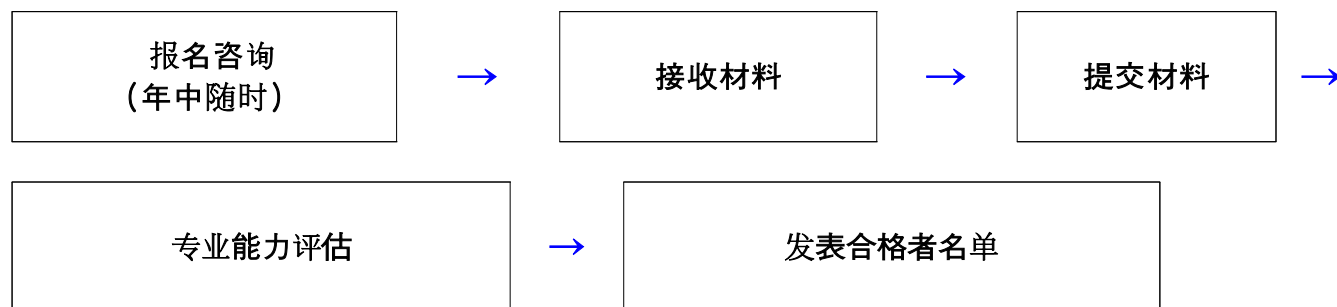 报名咨询
(年中随时)
→
接收材料
→
提交材料
→
专业能力评估
→
发表合格者名单